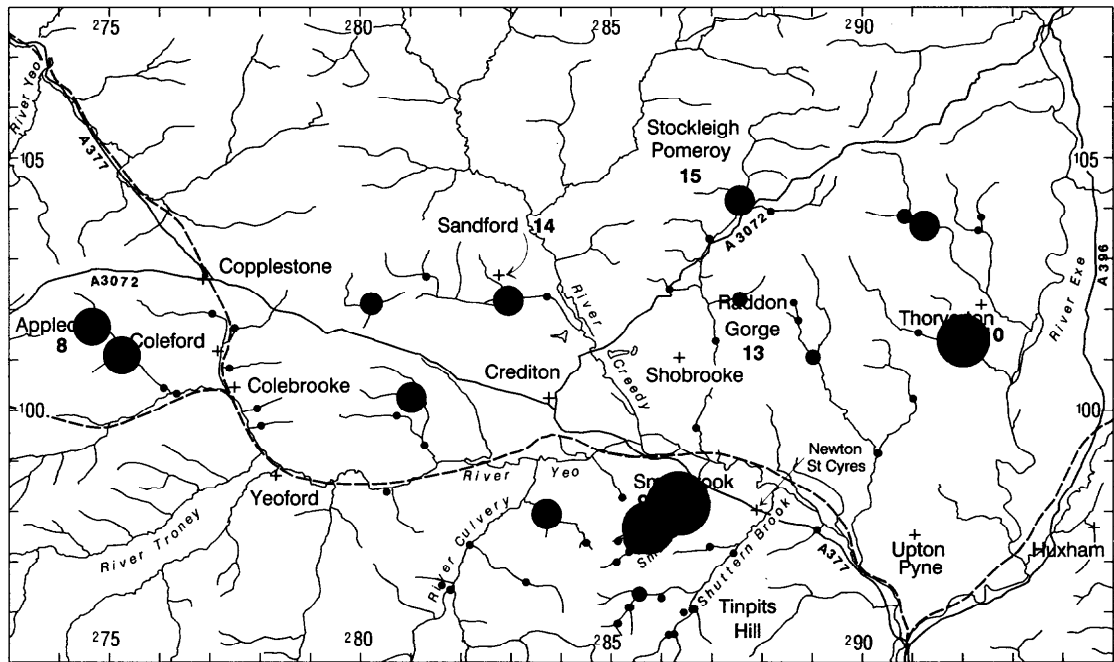 275
280
285
290
River Yeo
A377
105
Stockleigh
Pomeroy
15
105
A3072
Sandford 14
Copplestone
A3072
River
Creedy
River Exe
A396
Raddon
Gorge
13
10
8
Coleford
Colebrooke
Crediton
Shobrooke
100
100
Newton
St Cyres
River Yeo
Yeoford
River Troney
River Culvery
Shuttern Brook
A377
Upton
Pyne
Huxham
Tinpits
Hill
275
280
285
290